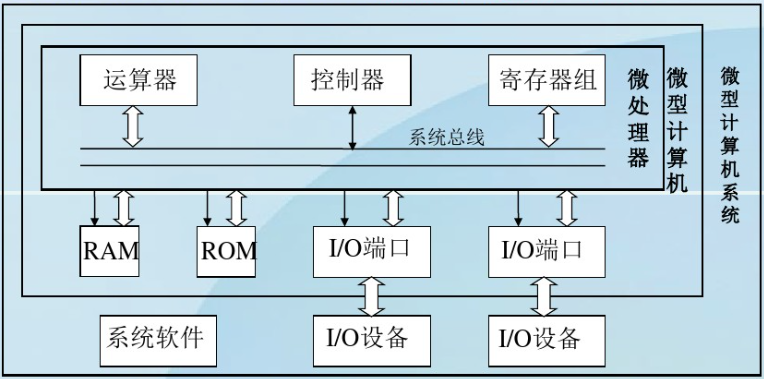 运算器
控制器
寄存器组
微处理器
微型计算机
微型计算机系统
系统总线
RAM
ROM
I/O端口
I/O端口
系统软件
I/O设备
I/O设备